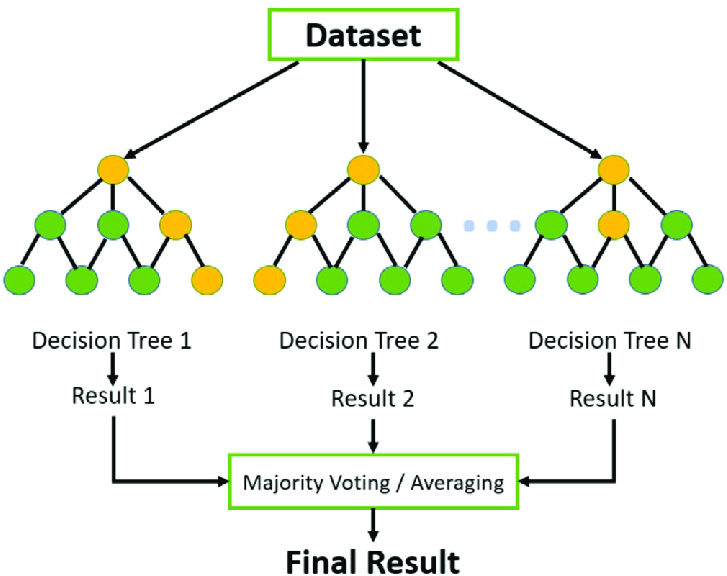 Dataset
Decision Tree 1
Decision Tree 2
Decision Tree N
Result 1
Result 2
Result N
Majority Voting / Averaging
Final Result